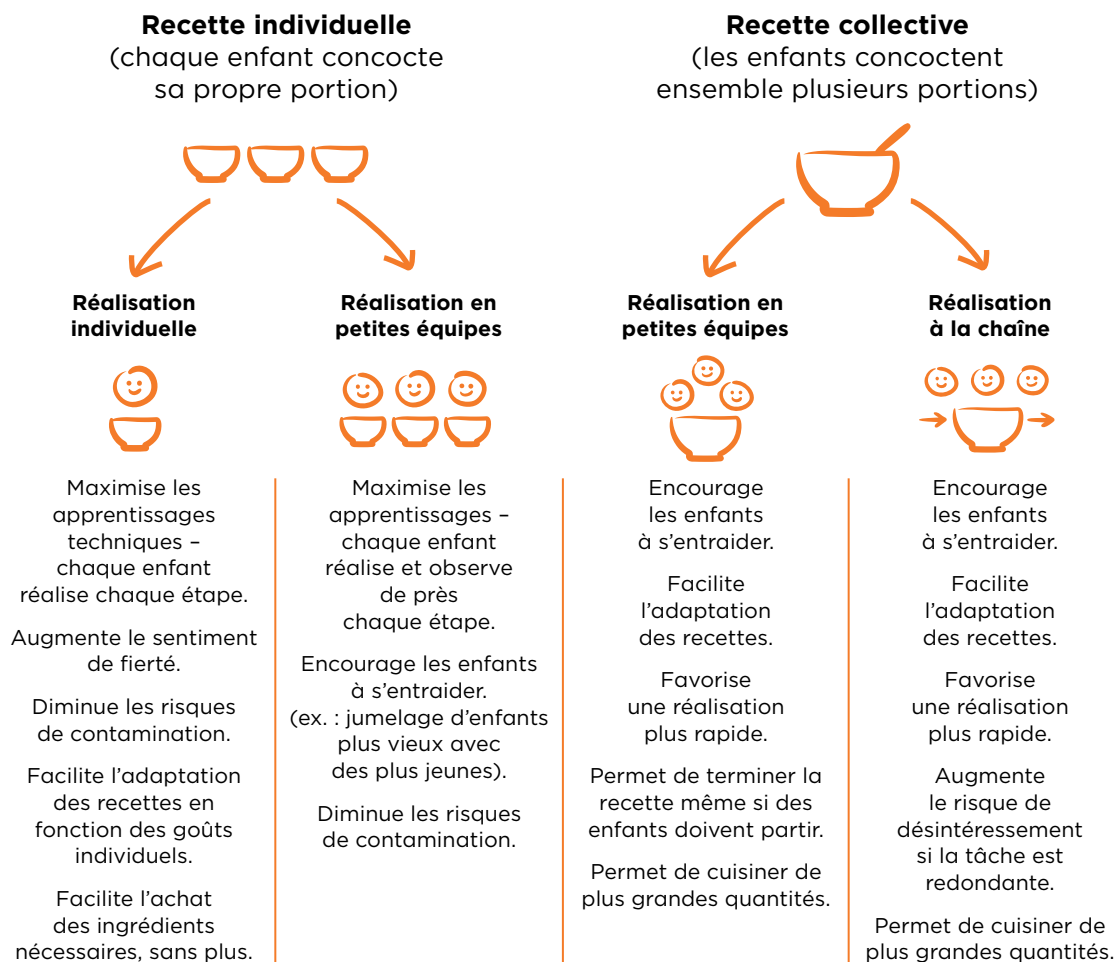 Recette individuelle
(chaque enfant concocte
sa propre portion)
Recette collective
(les enfants concoctent
ensemble plusieurs portions)
Réalisation
individuelle
Réalisation en
petites équipes
Réalisation en
petites équipes
Réalisation
à la chaîne
Maximise les
apprentissages
techniques –
chaque enfant
réalise chaque étape.
Augmente le sentiment
de fierté.
Diminue les risques
de contamination.
Facilite l’adaptation
des recettes en
fonction des goûts
individuels.
Facilite l’achat
des ingrédients
nécessaires, sans plus.
Maximise les
apprentissages –
chaque enfant
réalise et observe
de près
chaque étape.
Encourage les enfants
à s’entraider.
(ex. : jumelage d’enfants
plus vieux avec
des plus jeunes).
Diminue les risques
de contamination.
Encourage
les enfants
à s’entraider.
Facilite
l’adaptation
des recettes.
Favorise
une réalisation
plus rapide.
Permet de terminer la
recette même si des
enfants doivent partir.
Permet de cuisiner de
plus grandes quantités.
Encourage
les enfants
à s’entraider.
Facilite
l’adaptation
des recettes.
Favorise
une réalisation
plus rapide.
Augmente
le risque de
désintéressement
si la tâche est
redondante.
Permet de cuisiner de
plus grandes quantités.